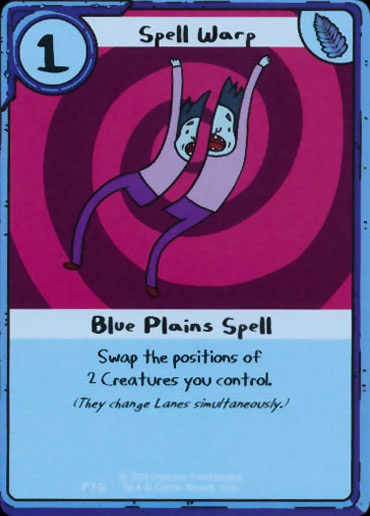 1
Spell Warp
Blue Plains Spell
Swap the positions of
2 Creatures you control.
(They change Lanes simultaneously.)